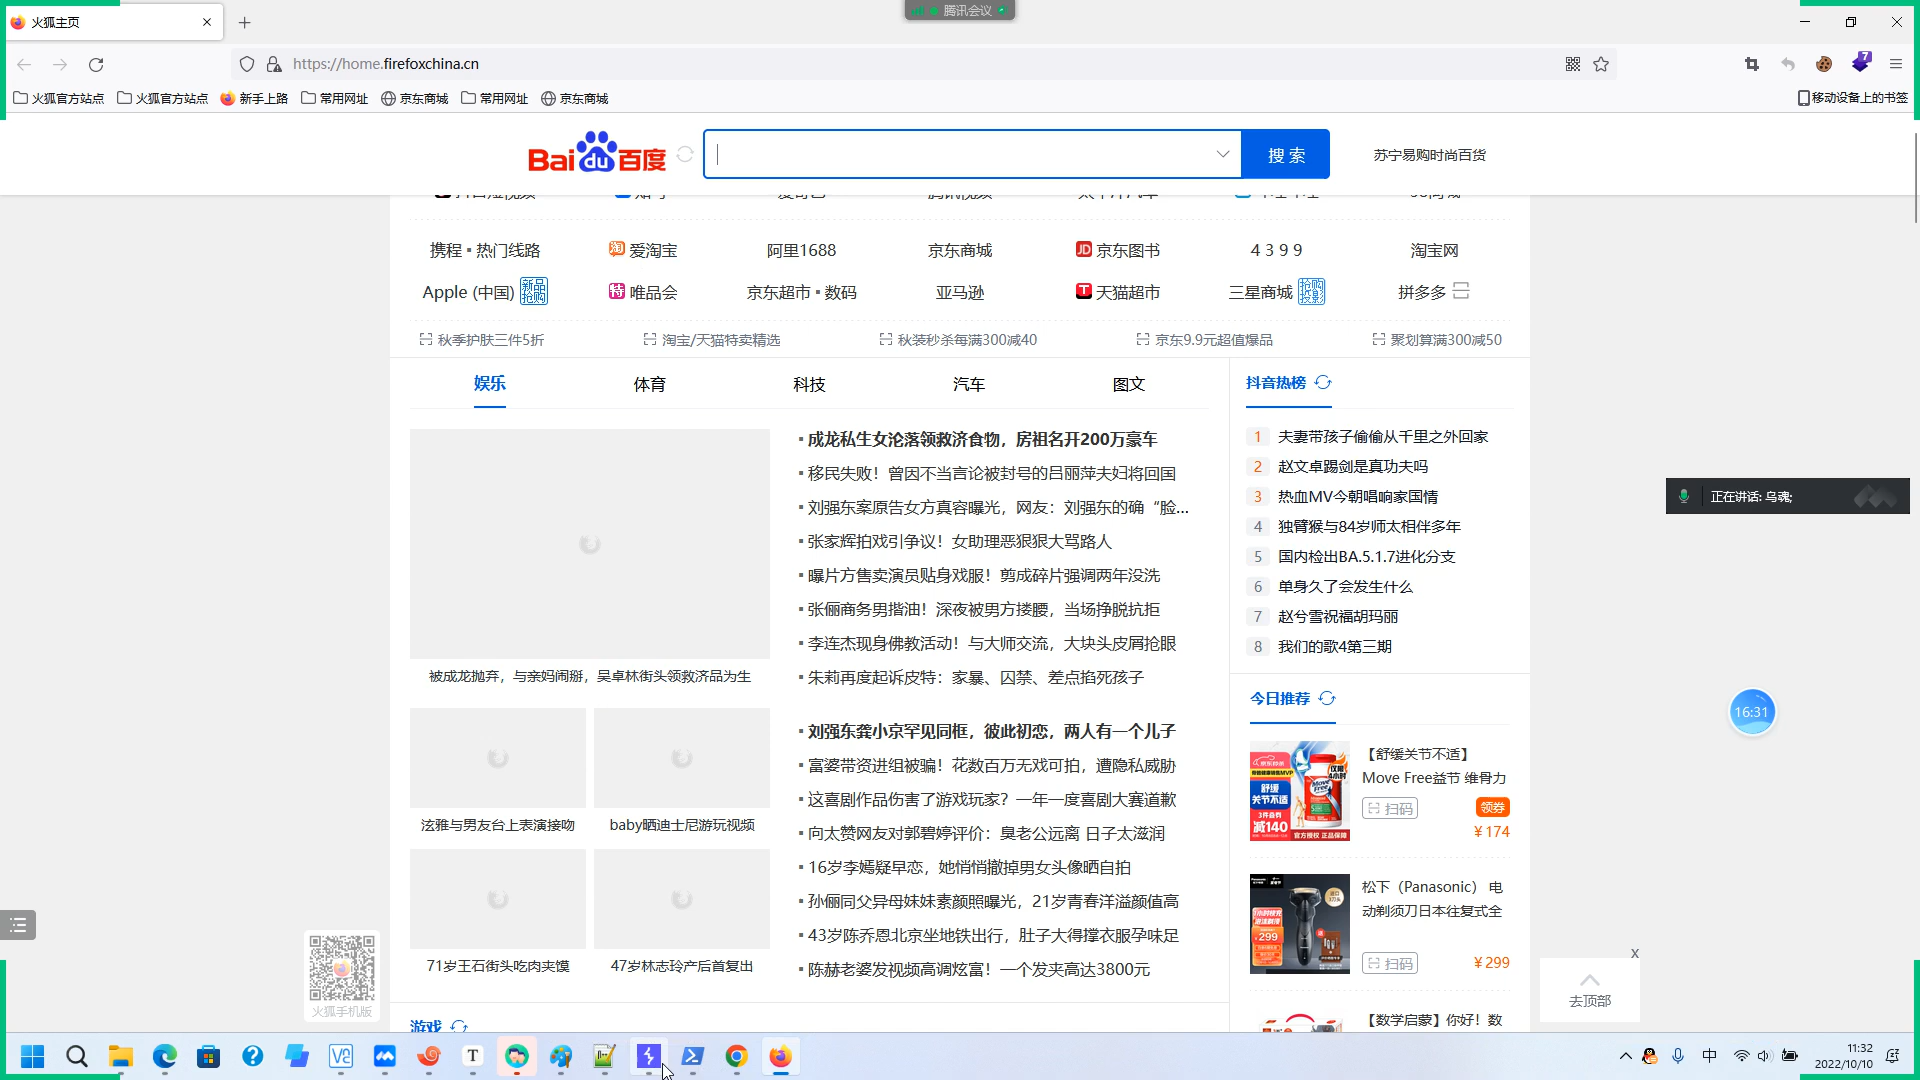 火狐主页
腾讯会议
https://home.firefoxchina.cn
7
火狐官方站点 火狐官方站点 新手上路 常用网址 京东商城 常用网址 京东商城 移动设备上的书签
Baidu百度
搜 索
苏宁易购时尚百货
携程 · 热门线路 爱淘宝 阿里1688 京东商城 JD 京东图书 4 3 9 9 淘宝网
Apple (中国) 新品抢购 特 唯品会 京东超市 · 数码 亚马逊 T 天猫超市 三星商城 拼多多
秋季护肤三件5折 淘宝/天猫特卖精选 秋装秒杀每满300减40 京东9.9元超值爆品 聚划算满300减50
娱乐 体育 科技 汽车 图文
成龙私生女沦落领救济食物，房祖名开200万豪车
移民失败！曾因不当言论被封号的吕丽萍夫妇将回国
刘强东案原告女方真容曝光，网友：刘强东的确“脸...
张家辉拍戏引争议！女助理恶狠狠大骂路人
曝片方售卖演员贴身戏服！剪成碎片强调两年没洗
张俪商务男揩油！深夜被男方搂腰，当场挣脱抗拒
李连杰现身佛教活动！与大师交流，大块头皮屑抢眼
朱莉再度起诉皮特：家暴、囚禁、差点掐死孩子
被成龙抛弃，与亲妈闹掰，吴卓林街头领救济品为生
刘强东龚小京罕见同框，彼此初恋，两人有一个儿子
富婆带资进组被骗！花数百万无戏可拍，遭隐私威胁
这喜剧作品伤害了游戏玩家？一年一度喜剧大赛道歉
向太赞网友对郭碧婷评价：臭老公远离 日子太滋润
16岁李嫣疑早恋，她悄悄撤掉男女头像晒自拍
孙俪同父异母妹妹素颜照曝光，21岁青春洋溢颜值高
43岁陈乔恩北京坐地铁出行，肚子大得撑衣服孕味足
陈赫老婆发视频高调炫富！一个发夹高达3800元
泫雅与男友台上表演接吻
baby晒迪士尼游玩视频
71岁王石街头吃肉夹馍
47岁林志玲产后首复出
抖音热榜
1 夫妻带孩子偷偷从千里之外回家
2 赵文卓踢剑是真功夫吗
3 热血MV今朝唱响家国情
4 独臂猴与84岁师太相伴多年
5 国内检出BA.5.1.7进化分支
6 单身久了会发生什么
7 赵兮雪祝福胡玛丽
8 我们的歌4第三期
今日推荐
【舒缓关节不适】
Move Free益节 维骨力
扫码
领券
¥174
松下（Panasonic） 电
动剃须刀日本往复式全
扫码
¥299
【数学启蒙】你好！数
正在讲话: 乌魂;
16:31
火狐手机版
x
去顶部
游戏
中
11:32
2022/10/10